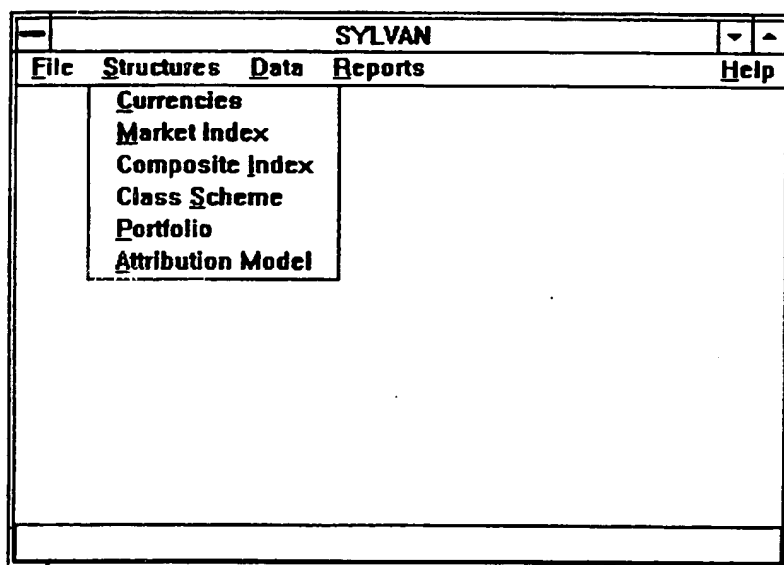 SYLVAN
File Structures Data Reports Help
Currencies
Market Index
Composite Index
Class Scheme
Portfolio
Attribution Model